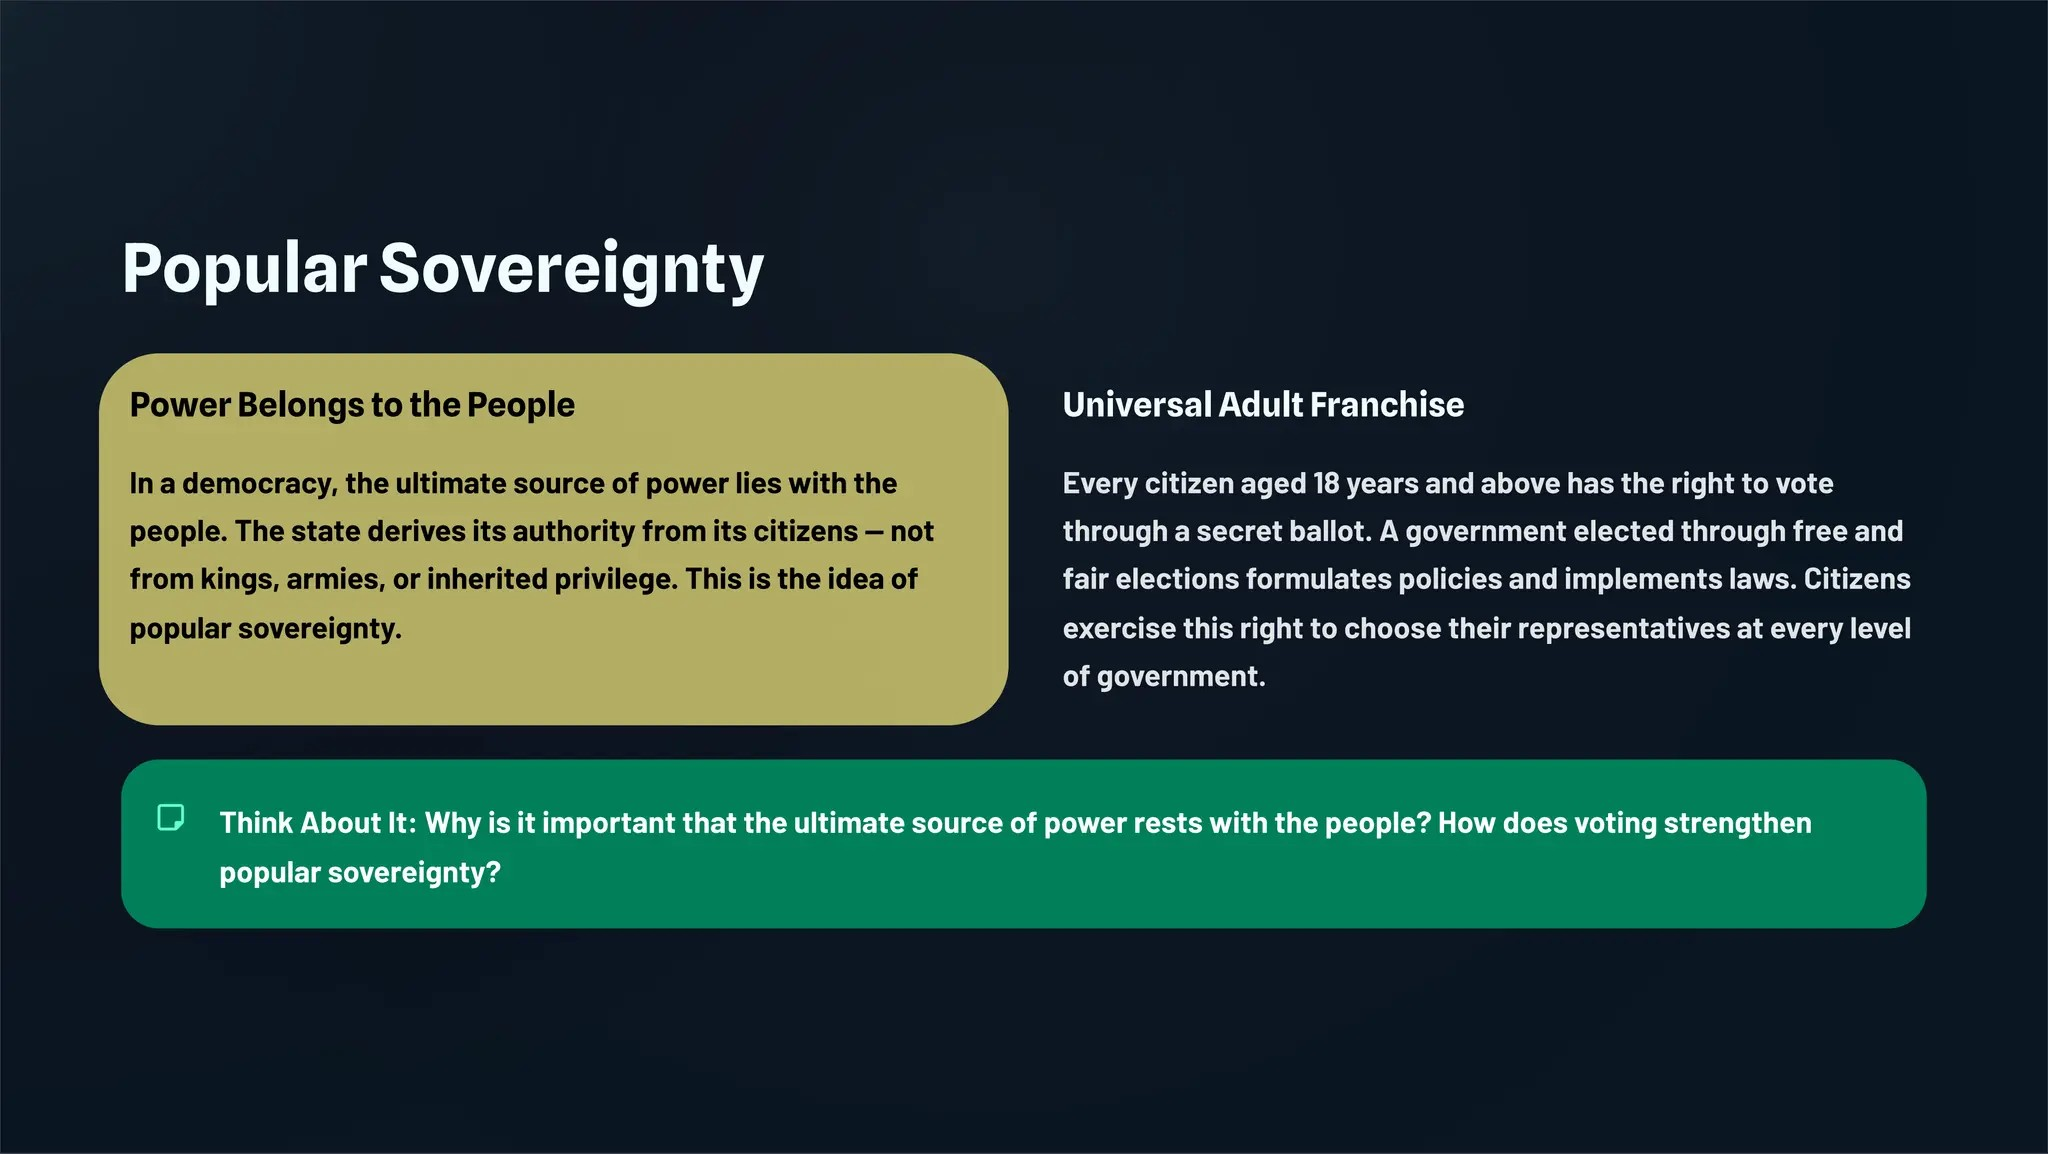 Popular Sovereignty
Power Belongs to the People
In a democracy, the ultimate source of power lies with the
people. The state derives its authority from its citizens — not
from kings, armies, or inherited privilege. This is the idea of
popular sovereignty.
Universal Adult Franchise
Every citizen aged 18 years and above has the right to vote
through a secret ballot. A government elected through free and
fair elections formulates policies and implements laws. Citizens
exercise this right to choose their representatives at every level
of government.
Think About It: Why is it important that the ultimate source of power rests with the people? How does voting strengthen
popular sovereignty?